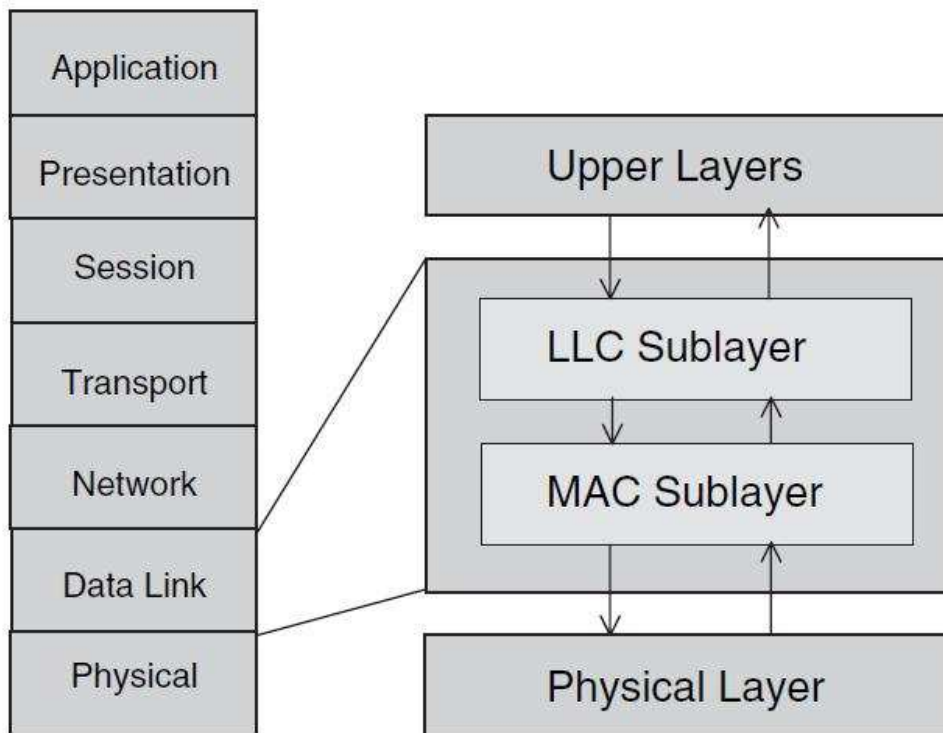 Application
Presentation
Session
Transport
Network
Data Link
Physical
Upper Layers
LLC Sublayer
MAC Sublayer
Physical Layer